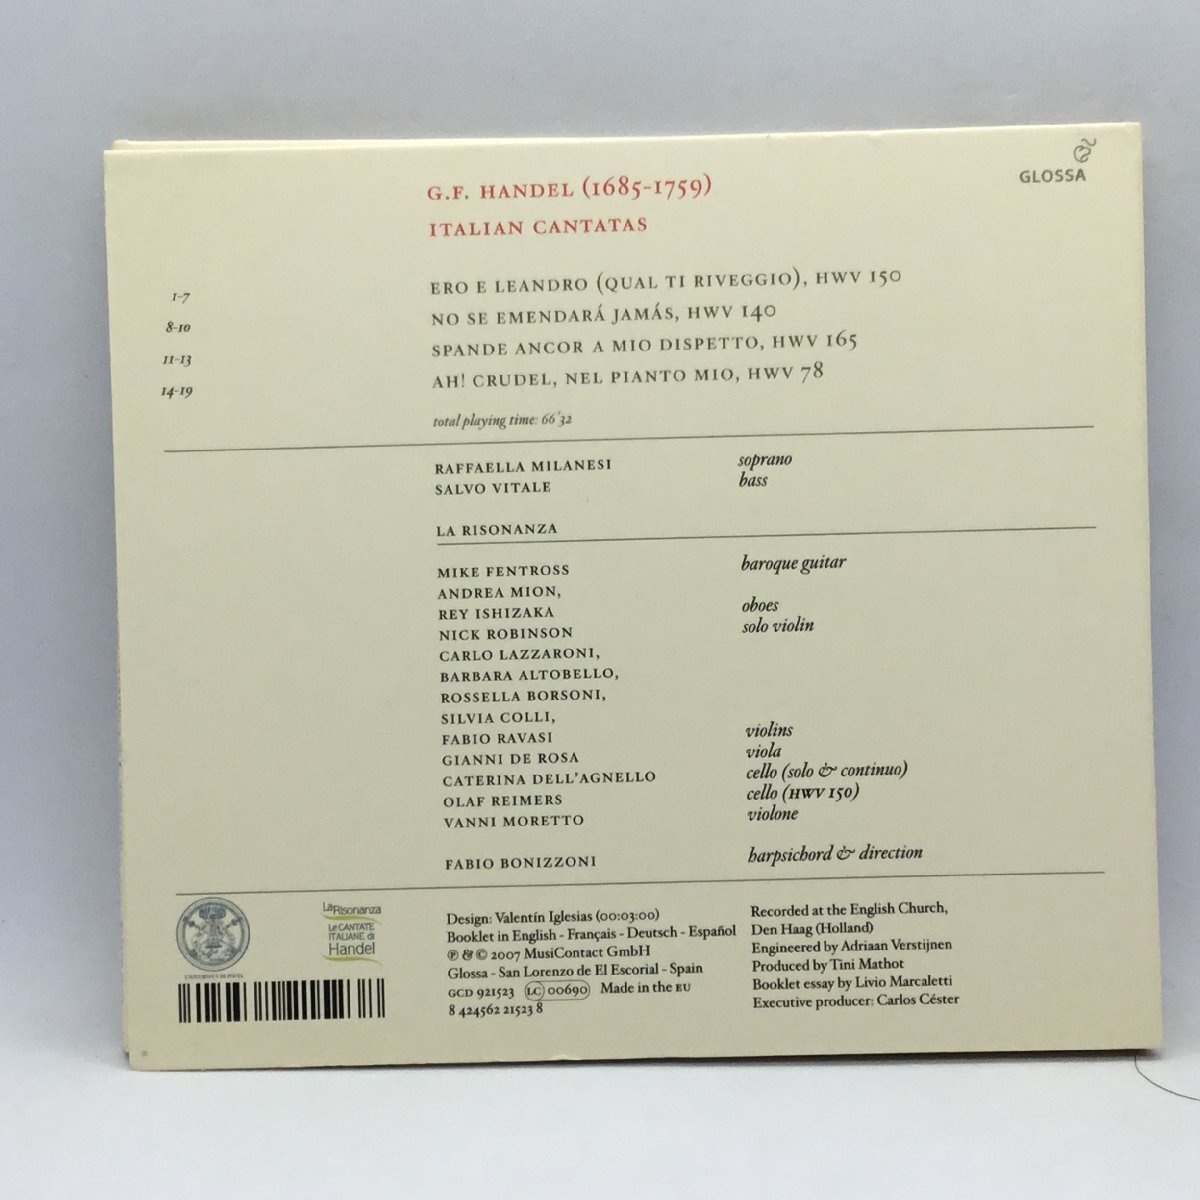 G.F. HANDEL (1685-1759)
GLOSSA
ITALIAN CANTATAS
1-7 ERO E LEANDRO (QUAL TI RIVEGGIO), HWV 150
8-10 NO SE EMENDARÁ JAMÁS, HWV 140
11-13 SPANDE ANCOR A MIO DISPETTO, HWV 165
14-19 AH! CRUDEL, NEL PIANTO MIO, HWV 78
total playing time: 66'32
RAFFAELLA MILANESI soprano
SALVO VITALE bass
LA RISONANZA
MIKE FENTROSS baroque guitar
ANDREA MION,
REY ISHIZAKA oboes
NICK ROBINSON solo violin
CARLO LAZZARONI,
BARBARA ALTOBELLO,
ROSSELLA BORSONI,
SILVIA COLLI,
FABIO RAVASI violins
GIANNI DE ROSA viola
CATERINA DELL'AGNELLO cello (solo & continuo)
OLAF REIMERS cello (HWV 150)
VANNI MORETTO violone
FABIO BONIZZONI harpsichord & direction
La Risonanza
Le CANTATE
ITALIANE di
Handel
Design: Valentín Iglesias (00:03:00)
Booklet in English - Français - Deutsch - Español
℗ & © 2007 MusiContact GmbH
Glossa - San Lorenzo de El Escorial - Spain
GCD 921523 LC 00690 Made in the EU
8 424562 21523 8
Recorded at the English Church,
Den Haag (Holland)
Engineered by Adriaan Verstijnen
Produced by Tini Mathot
Booklet essay by Livio Marcaletti
Executive producer: Carlos Céster